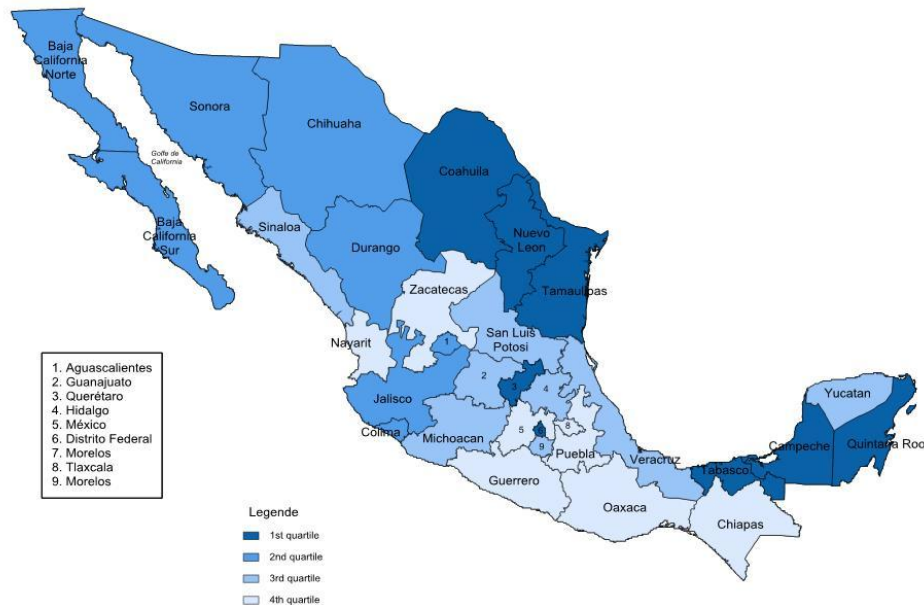 Baja
California
Norte
Sonora
Chihuaha
Golfe de
California
Coahuila
Sinaloa
Baja
California
Sur
Durango
Nuevo
Leon
Zacatecas
Tamaulipas
Nayarit
San Luis
Potosi
1
2
3
4
Jalisco
Colima
Michoacan
5
6
8
9
Puebla
Veracruz
Guerrero
Oaxaca
Tabasco
Chiapas
Campeche
Yucatan
Quintana Roo
1. Aguascalientes
2. Guanajuato
3. Querétaro
4. Hidalgo
5. México
6. Distrito Federal
7. Morelos
8. Tlaxcala
9. Morelos
Legende
1st quartile
2nd quartile
3rd quartile
4th quartile